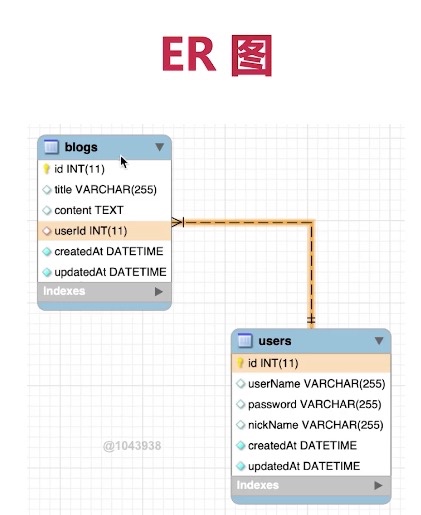 ER 图
blogs
id INT(11)
title VARCHAR(255)
content TEXT
userId INT(11)
createdAt DATETIME
updatedAt DATETIME
Indexes
users
id INT(11)
userName VARCHAR(255)
password VARCHAR(255)
nickName VARCHAR(255)
createdAt DATETIME
updatedAt DATETIME
Indexes
@1043938